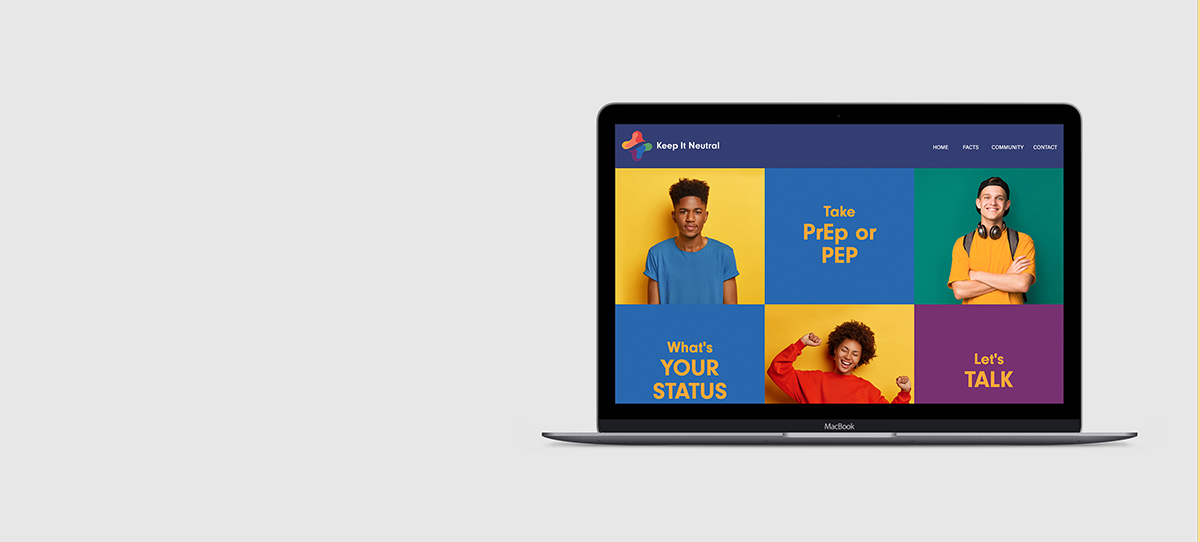 Keep It Neutral
HOME FACTS COMMUNITY CONTACT
Take
PrEp or
PEP
What's
YOUR
STATUS
Let's
TALK
MacBook